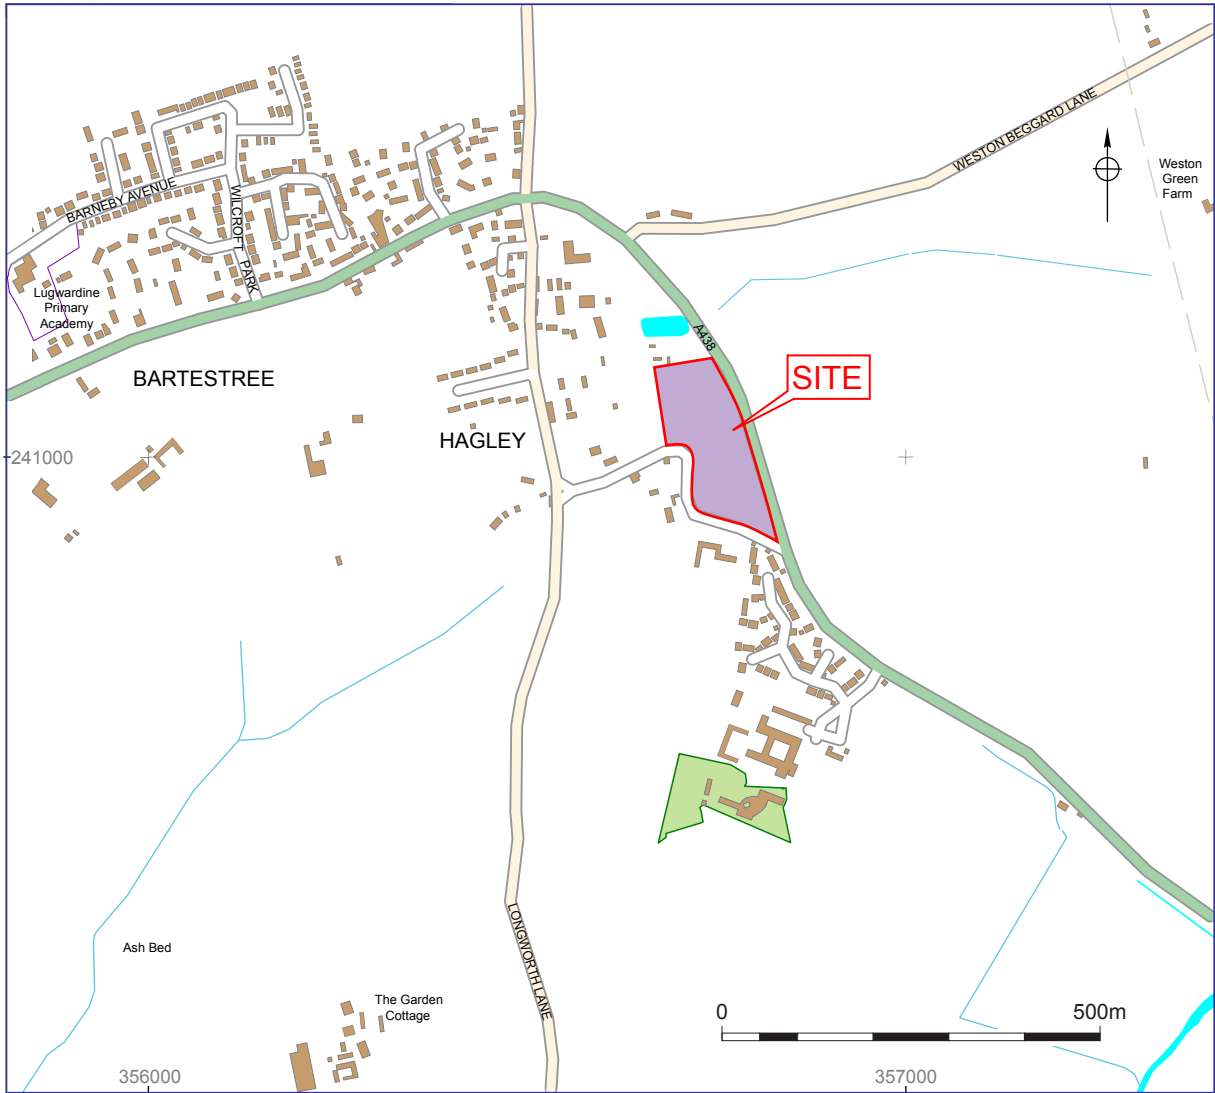 WESTON BEGGARD LANE
Weston
Green
Farm
BARNEBY AVENUE
WILCROFT PARK
Lugwardine
Primary
Academy
A438
BARTESTREE
SITE
HAGLEY
241000
LONGWORTH LANE
Ash Bed
The Garden
Cottage
0 500m
356000
357000